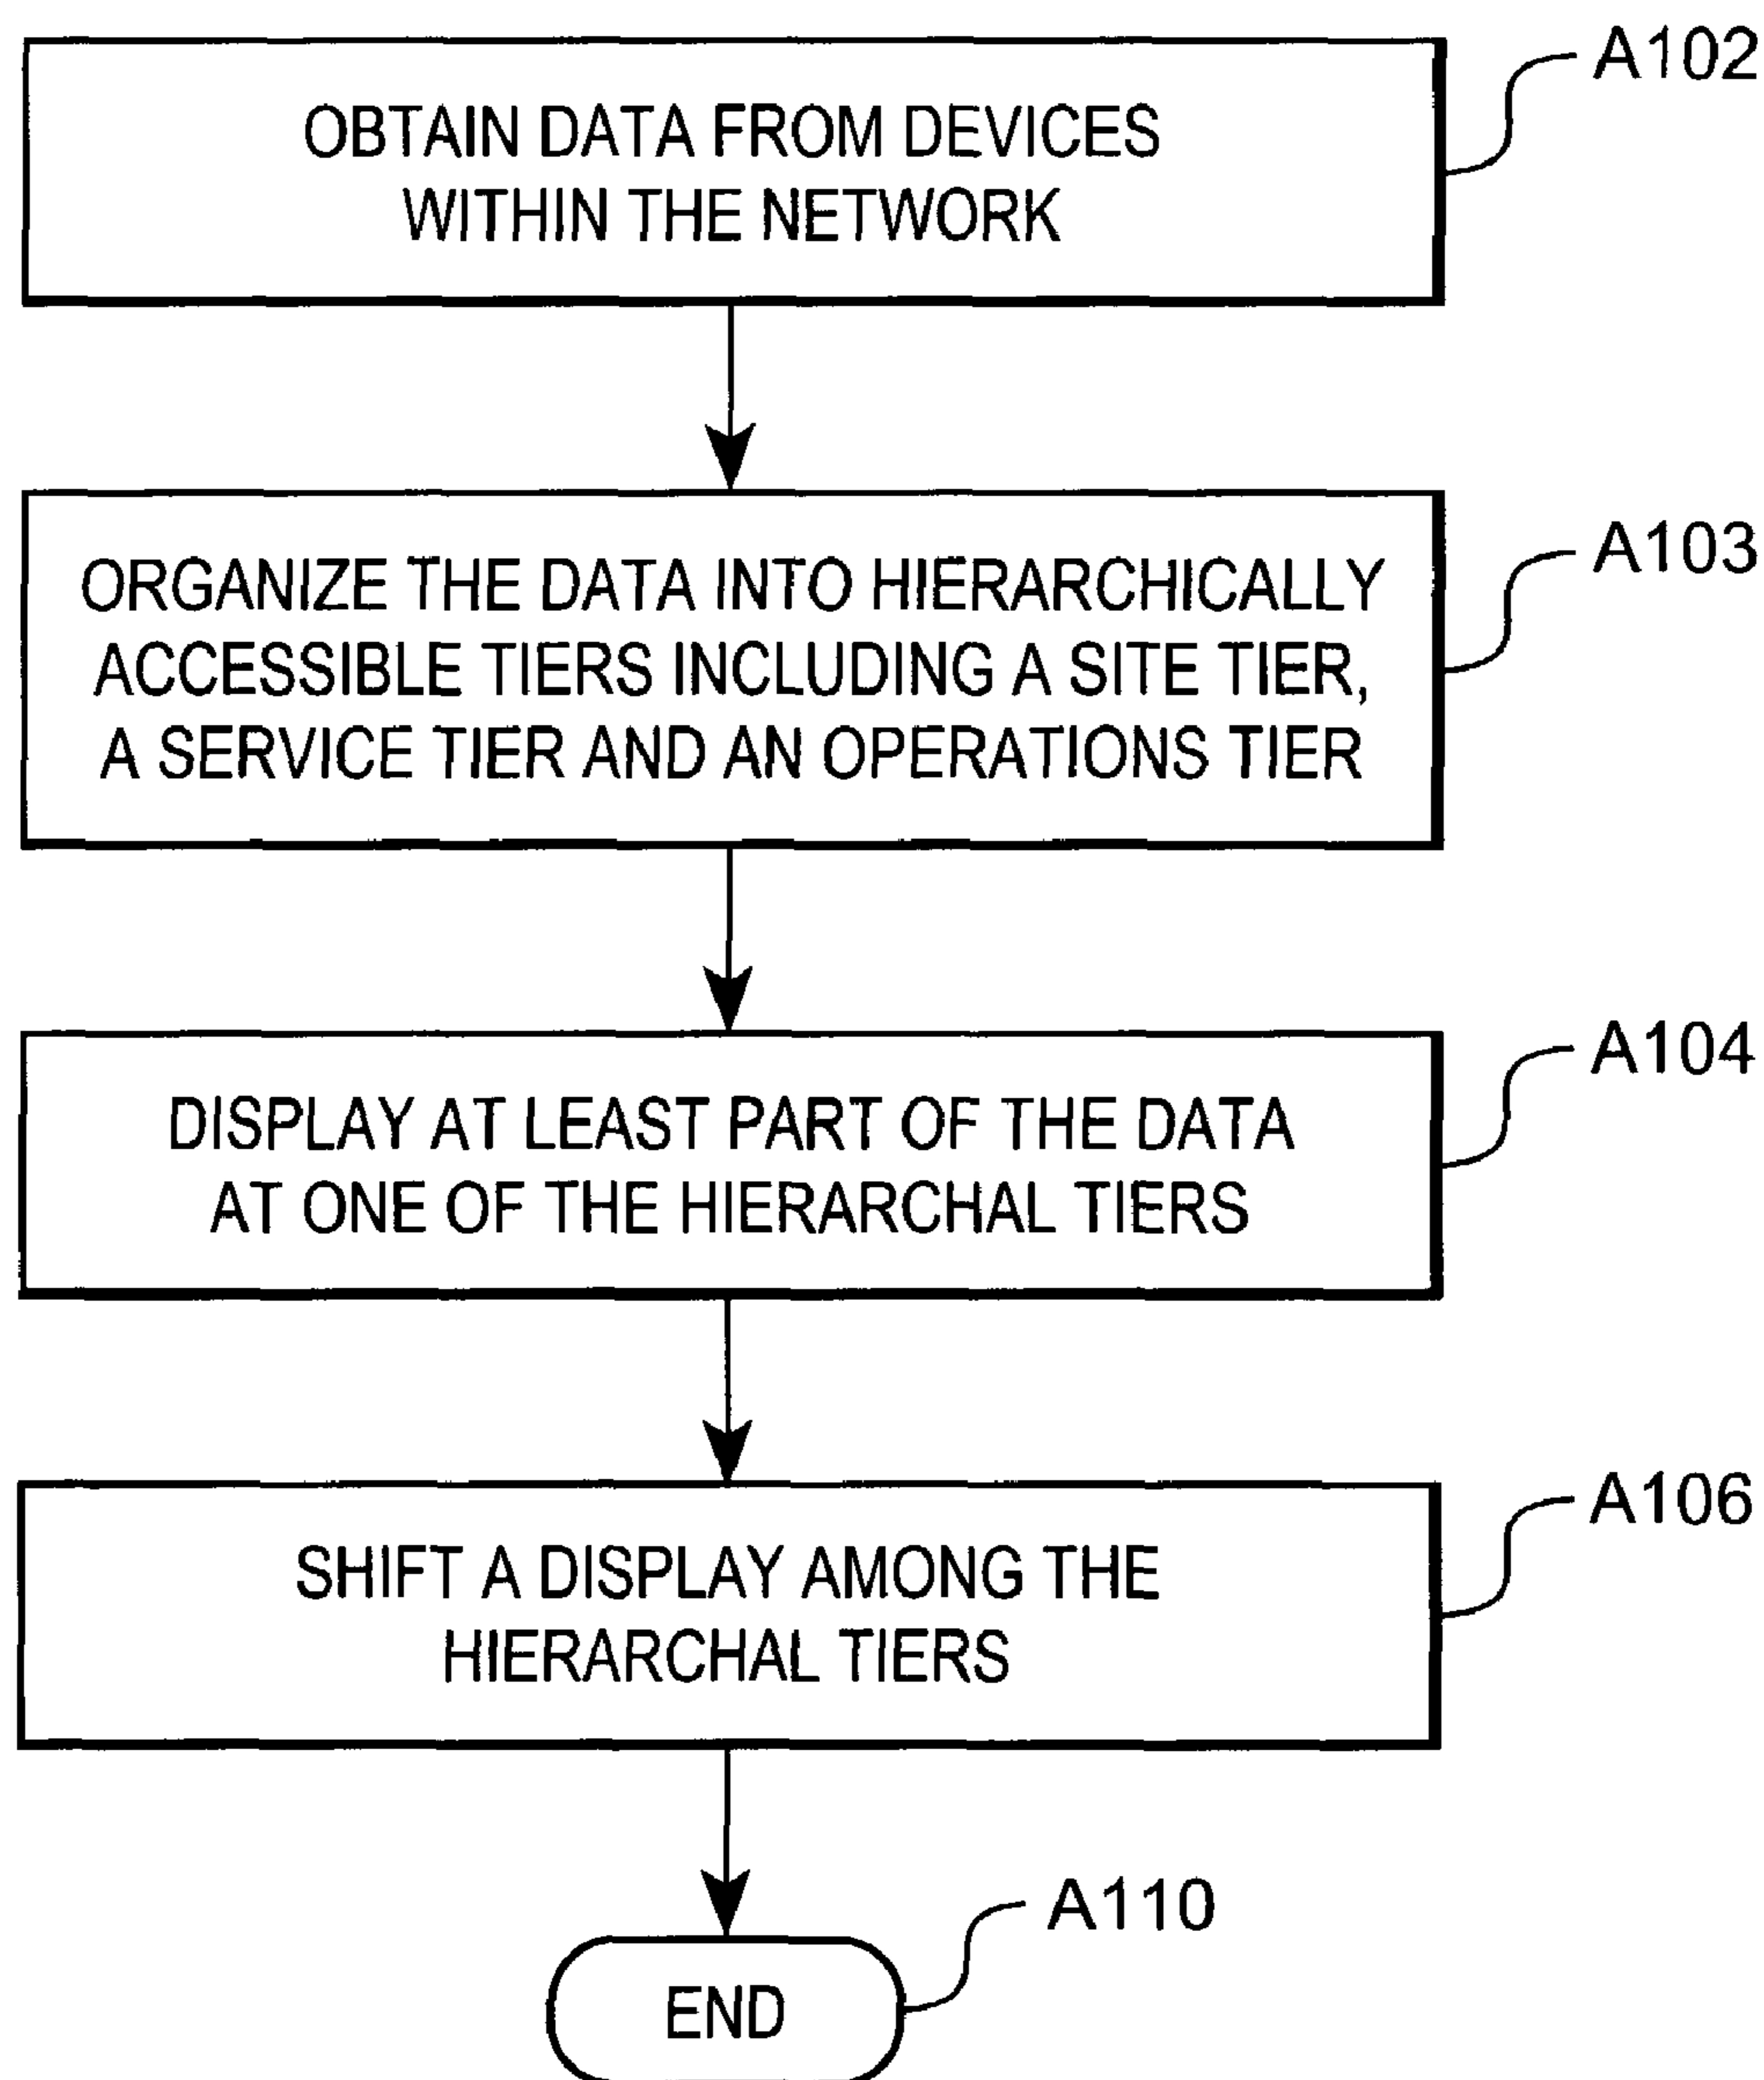 A102
OBTAIN DATA FROM DEVICES
WITHIN THE NETWORK
A103
ORGANIZE THE DATA INTO HIERARCHICALLY
ACCESSIBLE TIERS INCLUDING A SITE TIER,
A SERVICE TIER AND AN OPERATIONS TIER
A104
DISPLAY AT LEAST PART OF THE DATA
AT ONE OF THE HIERARCHAL TIERS
A106
SHIFT A DISPLAY AMONG THE
HIERARCHAL TIERS
A110
END